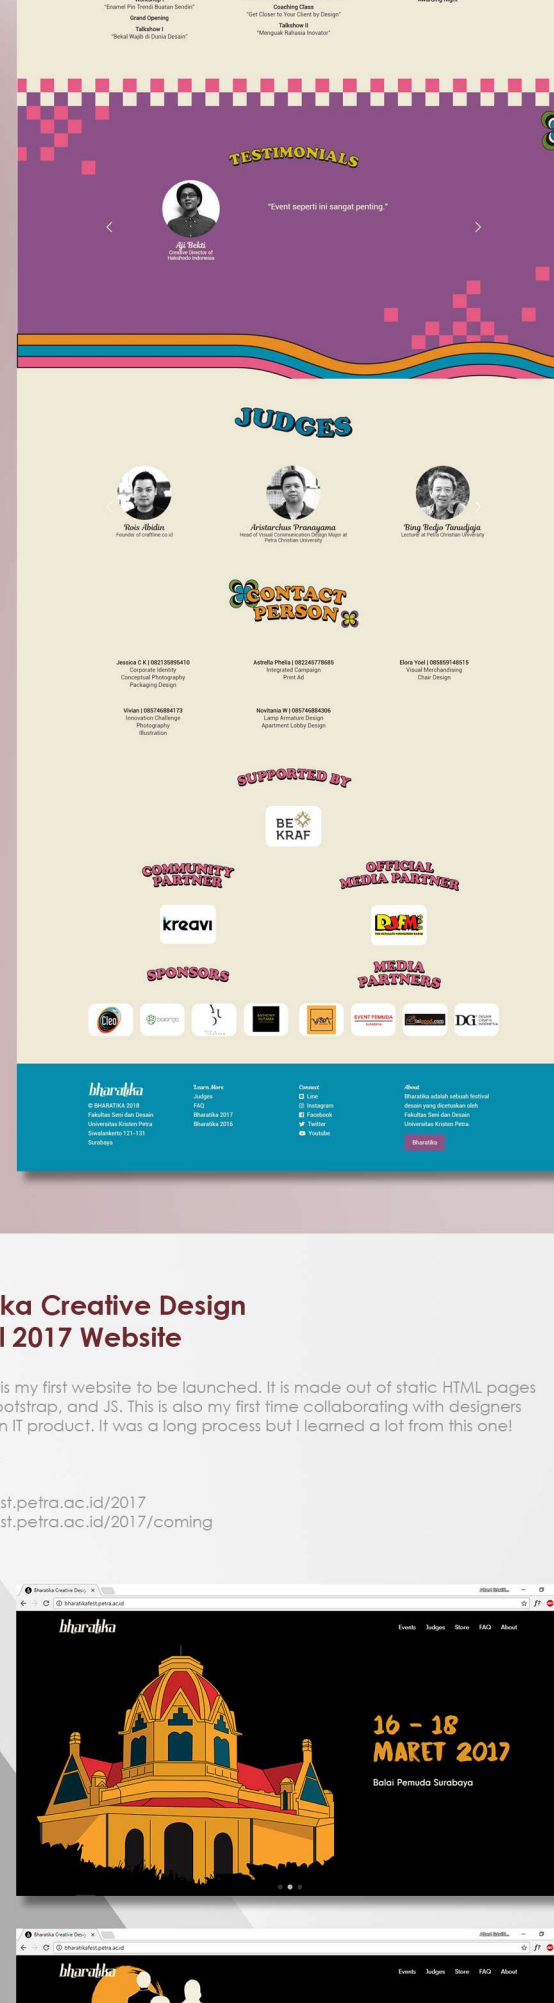 "Enamel Pin Trendi Buatan Sendiri"
Grand Opening
Talkshow I
"Bekal Wajib di Dunia Desain"
Coaching Class
"Get Closer to Your Client by Design"
Talkshow II
"Menguak Rahasia Inovator"
TESTIMONIALS
"Event seperti ini sangat penting."
Aji Bekti
Creative Director of
Hakuhodo Indonesia
JUDGES
Rois Abidin
Founder of craftline.co.id
Aristarchus Pranayama
Head of Visual Communication Design Major at
Petra Christian University
Bing Bedjo Tanudjaja
Lecturer at Petra Christian University
CONTACT
PERSON
Jessica C K | 082135895410
Corporate Identity
Conceptual Photography
Packaging Design
Astrella Phelia | 082245778685
Integrated Campaign
Print Ad
Elora Yoel | 085859148515
Visual Merchandising
Chair Design
Vivian | 085746884173
Innovation Challenge
Photography
Illustration
Novitania W | 085746884306
Lamp Armature Design
Apartment Lobby Design
SUPPORTED BY
BE
KRAF
COMMUNITY
PARTNER
OFFICIAL
MEDIA PARTNER
kreavi
DJFM
SPONSORS
MEDIA
PARTNERS
Cleo
EVENT PEMUDA
DGI
bharatika
© BHARATIKA 2018
Fakultas Seni dan Desain
Universitas Kristen Petra
Siwalankerto 121-131
Surabaya
Learn More
Judges
FAQ
Bharatika 2017
Bharatika 2016
Connect
Line
Instagram
Facebook
Twitter
Youtube
About
Bharatika adalah sebuah festival
desain yang dicetuskan oleh
Fakultas Seni dan Desain
Universitas Kristen Petra.
Bharatika
ka Creative Design
l 2017 Website
is my first website to be launched. It is made out of static HTML pages
ootstrap, and JS. This is also my first time collaborating with designers
n IT product. It was a long process but I learned a lot from this one!
st.petra.ac.id/2017
st.petra.ac.id/2017/coming
Bharatika Creative Desig
bharatikafest.petra.ac.id
bharatika
Events Judges Store FAQ About
16 - 18
MARET 2017
Balai Pemuda Surabaya
Bharatika Creative Desig
bharatikafest.petra.ac.id
bharatika
Events Judges Store FAQ About